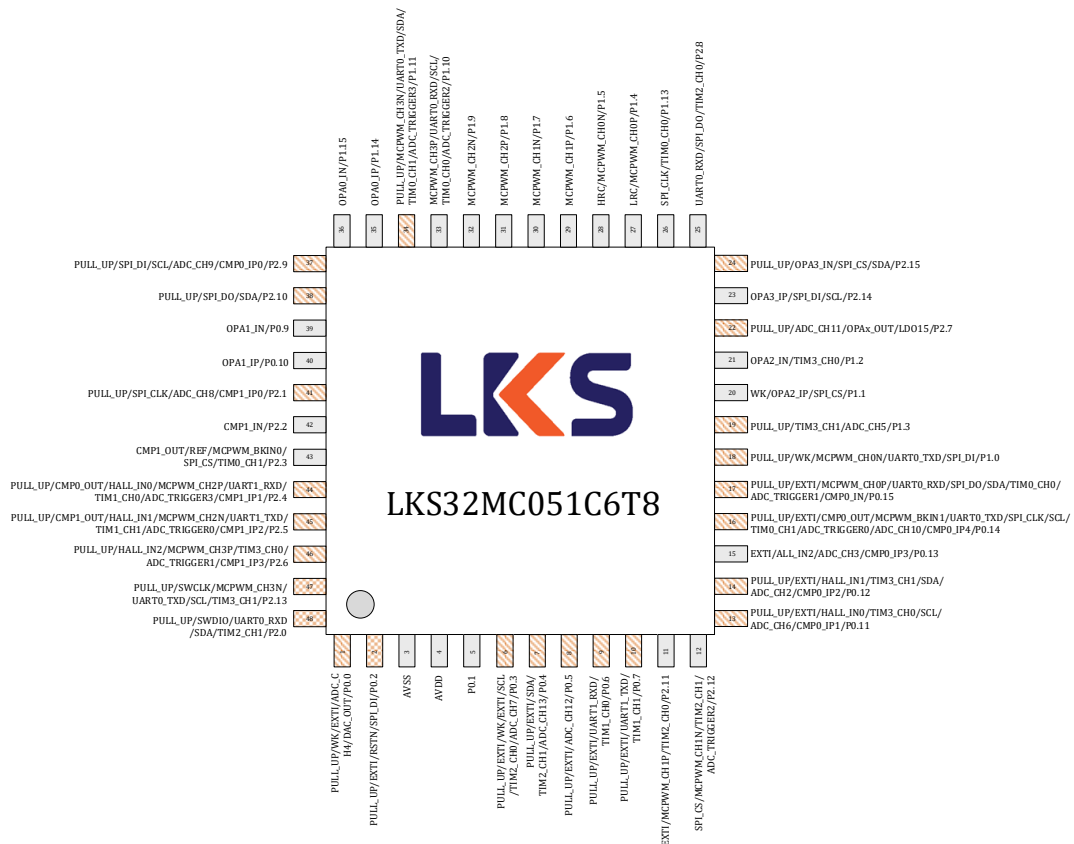 OPA0_IN/P1.15
OPA0_IP/P1.14
PULL_UP/MCPWM_CH3N/UART0_TXD/SDA/
TIM0_CH1/ADC_TRIGGER3/P1.11
MCPWM_CH3P/UART0_RXD/SCL/
TIM0_CH0/ADC_TRIGGER2/P1.10
MCPWM_CH2N/P1.9
MCPWM_CH2P/P1.8
MCPWM_CH1N/P1.7
MCPWM_CH1P/P1.6
HRC/MCPWM_CH0N/P1.5
LRC/MCPWM_CH0P/P1.4
SPI_CLK/TIM0_CH0/P1.13
UART0_RXD/SPI_DO/TIM2_CH0/P2.8
36
35
34
33
32
31
30
29
28
27
26
25
PULL_UP/SPI_DI/SCL/ADC_CH9/CMP0_IP0/P2.9
37
PULL_UP/SPI_DO/SDA/P2.10
38
OPA1_IN/P0.9
39
OPA1_IP/P0.10
40
PULL_UP/SPI_CLK/ADC_CH8/CMP1_IP0/P2.1
41
CMP1_IN/P2.2
42
CMP1_OUT/REF/MCPWM_BKIN0/
SPI_CS/TIM0_CH1/P2.3
43
PULL_UP/CMP0_OUT/HALL_IN0/MCPWM_CH2P/UART1_RXD/
TIM1_CH0/ADC_TRIGGER3/CMP1_IP1/P2.4
44
PULL_UP/CMP1_OUT/HALL_IN1/MCPWM_CH2N/UART1_TXD/
TIM1_CH1/ADC_TRIGGER0/CMP1_IP2/P2.5
45
PULL_UP/HALL_IN2/MCPWM_CH3P/TIM3_CH0/
ADC_TRIGGER1/CMP1_IP3/P2.6
46
PULL_UP/SWCLK/MCPWM_CH3N/
UART0_TXD/SCL/TIM3_CH1/P2.13
47
PULL_UP/SWDIO/UART0_RXD
/SDA/TIM2_CH1/P2.0
48
LKS
LKS32MC051C6T8
24
PULL_UP/OPA3_IN/SPI_CS/SDA/P2.15
23
OPA3_IP/SPI_DI/SCL/P2.14
22
PULL_UP/ADC_CH11/OPAx_OUT/LDO15/P2.7
21
OPA2_IN/TIM3_CH0/P1.2
20
WK/OPA2_IP/SPI_CS/P1.1
19
PULL_UP/TIM3_CH1/ADC_CH5/P1.3
18
PULL_UP/WK/MCPWM_CH0N/UART0_TXD/SPI_DI/P1.0
17
PULL_UP/EXTI/MCPWM_CH0P/UART0_RXD/SPI_DO/SDA/TIM0_CH0/
ADC_TRIGGER1/CMP0_IN/P0.15
16
PULL_UP/EXTI/CMP0_OUT/MCPWM_BKIN1/UART0_TXD/SPI_CLK/SCL/
TIM0_CH1/ADC_TRIGGER0/ADC_CH10/CMP0_IP4/P0.14
15
EXTI/ALL_IN2/ADC_CH3/CMP0_IP3/P0.13
14
PULL_UP/EXTI/HALL_IN1/TIM3_CH1/SDA/
ADC_CH2/CMP0_IP2/P0.12
13
PULL_UP/EXTI/HALL_IN0/TIM3_CH0/SCL/
ADC_CH6/CMP0_IP1/P0.11
1
2
3
4
5
6
7
8
9
10
11
12
PULL_UP/WK/EXTI/ADC_C
H4/DAC_OUT/P0.0
PULL_UP/EXTI/RSTN/SPI_DI/P0.2
AVSS
AVDD
P0.1
PULL_UP/EXTI/WK/EXTI/SCL
/TIM2_CH0/ADC_CH7/P0.3
PULL_UP/EXTI/SDA/
TIM2_CH1/ADC_CH13/P0.4
PULL_UP/EXTI/ADC_CH12/P0.5
PULL_UP/EXTI/UART1_RXD/
TIM1_CH0/P0.6
PULL_UP/EXTI/UART1_TXD/
TIM1_CH1/P0.7
EXTI/MCPWM_CH1P/TIM2_CH0/P2.11
SPI_CS/MCPWM_CH1N/TIM2_CH1/
ADC_TRIGGER2/P2.12